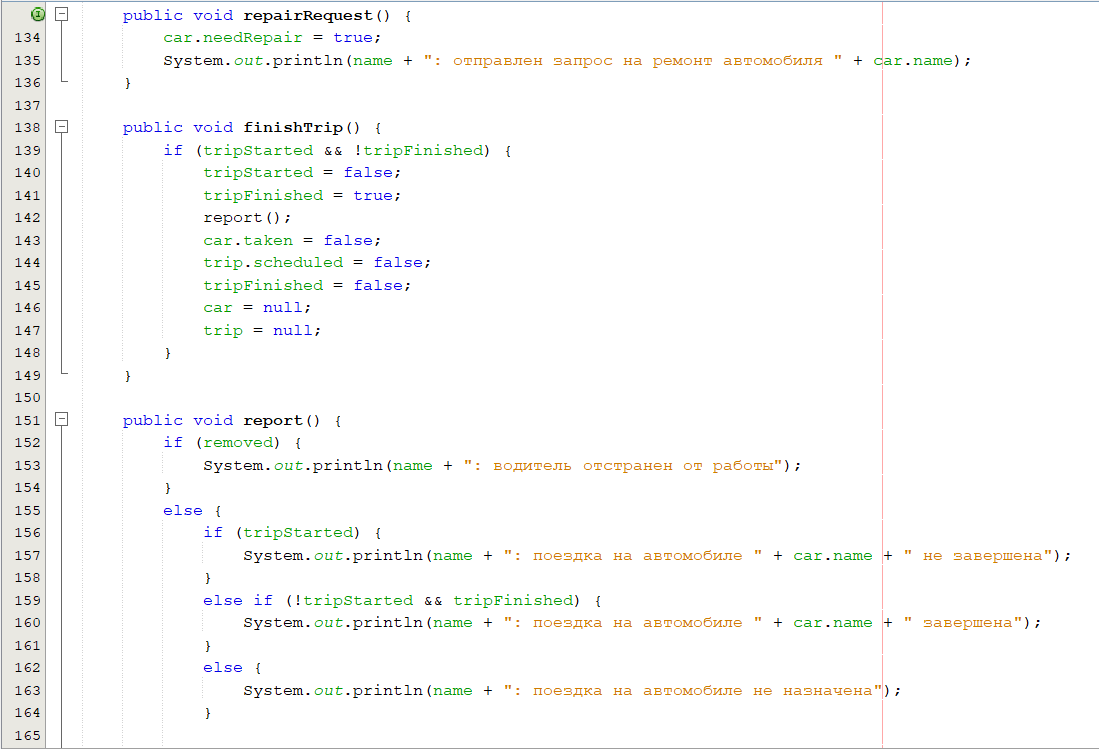 public void repairRequest() {
134 car.needRepair = true;
135 System.out.println(name + ": отправлен запрос на ремонт автомобиля " + car.name);
136 }
137
138 public void finishTrip() {
139 if (tripStarted && !tripFinished) {
140 tripStarted = false;
141 tripFinished = true;
142 report();
143 car.taken = false;
144 trip.scheduled = false;
145 tripFinished = false;
146 car = null;
147 trip = null;
148 }
149 }
150
151 public void report() {
152 if (removed) {
153 System.out.println(name + ": водитель отстранен от работы");
154 }
155 else {
156 if (tripStarted) {
157 System.out.println(name + ": поездка на автомобиле " + car.name + " не завершена");
158 }
159 else if (!tripStarted && tripFinished) {
160 System.out.println(name + ": поездка на автомобиле " + car.name + " завершена");
161 }
162 else {
163 System.out.println(name + ": поездка на автомобиле не назначена");
164 }
165